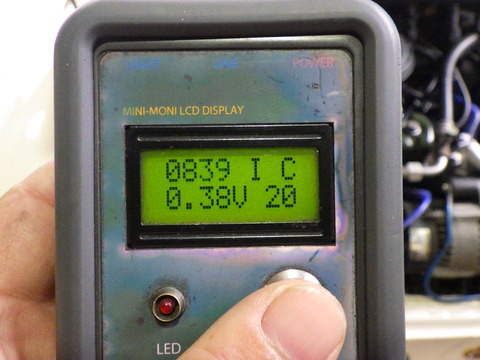 POWER
MINI-MONI LCD DISPLAY
0839 I C
0.38V 20
LED